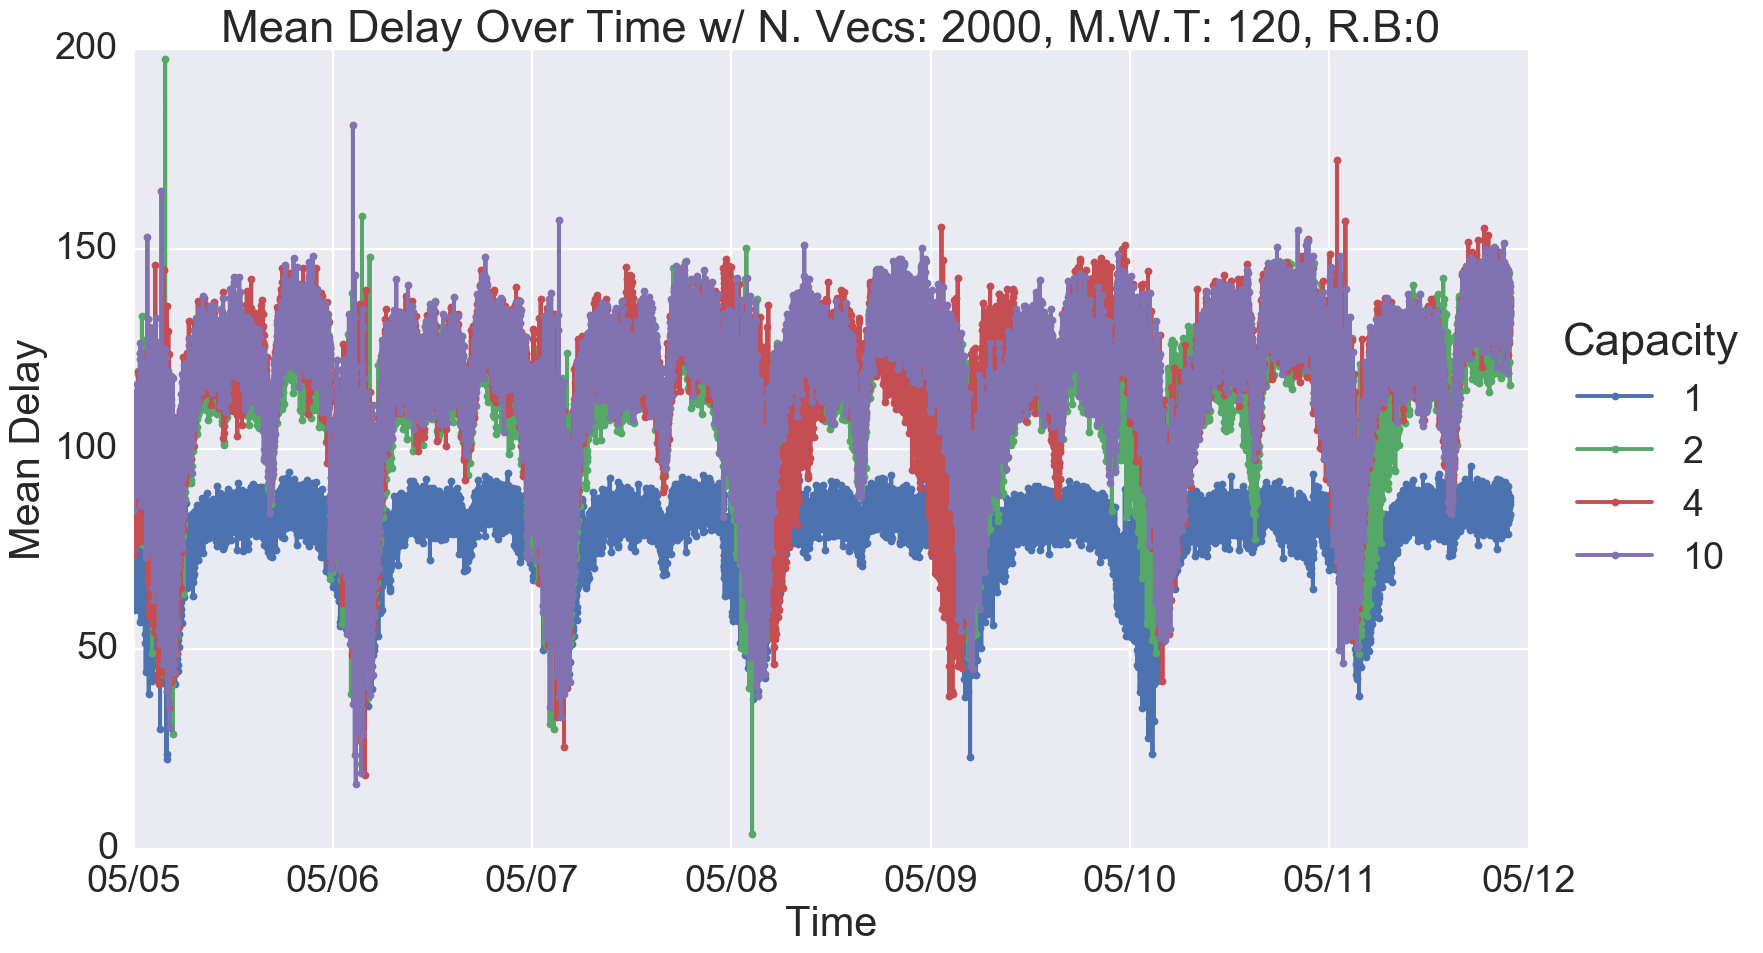 Mean Delay Over Time w/ N. Vecs: 2000, M.W.T: 120, R.B:0
200
150
100
50
0
Mean Delay
05/05 05/06 05/07 05/08 05/09 05/10 05/11 05/12
Time
Capacity
1
2
4
10